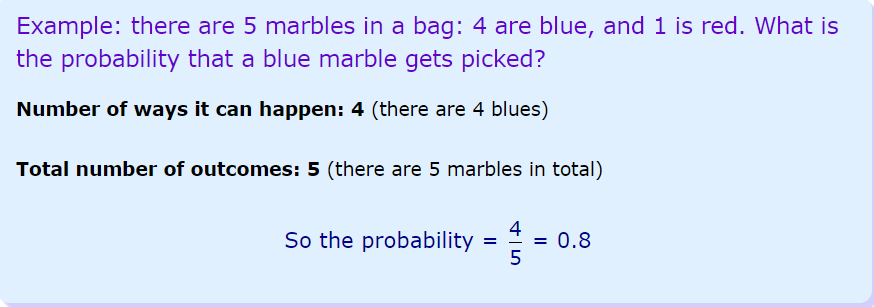 Example: there are 5 marbles in a bag: 4 are blue, and 1 is red. What is
the probability that a blue marble gets picked?
Number of ways it can happen: 4 (there are 4 blues)
Total number of outcomes: 5 (there are 5 marbles in total)
So the probability = 4/5 = 0.8